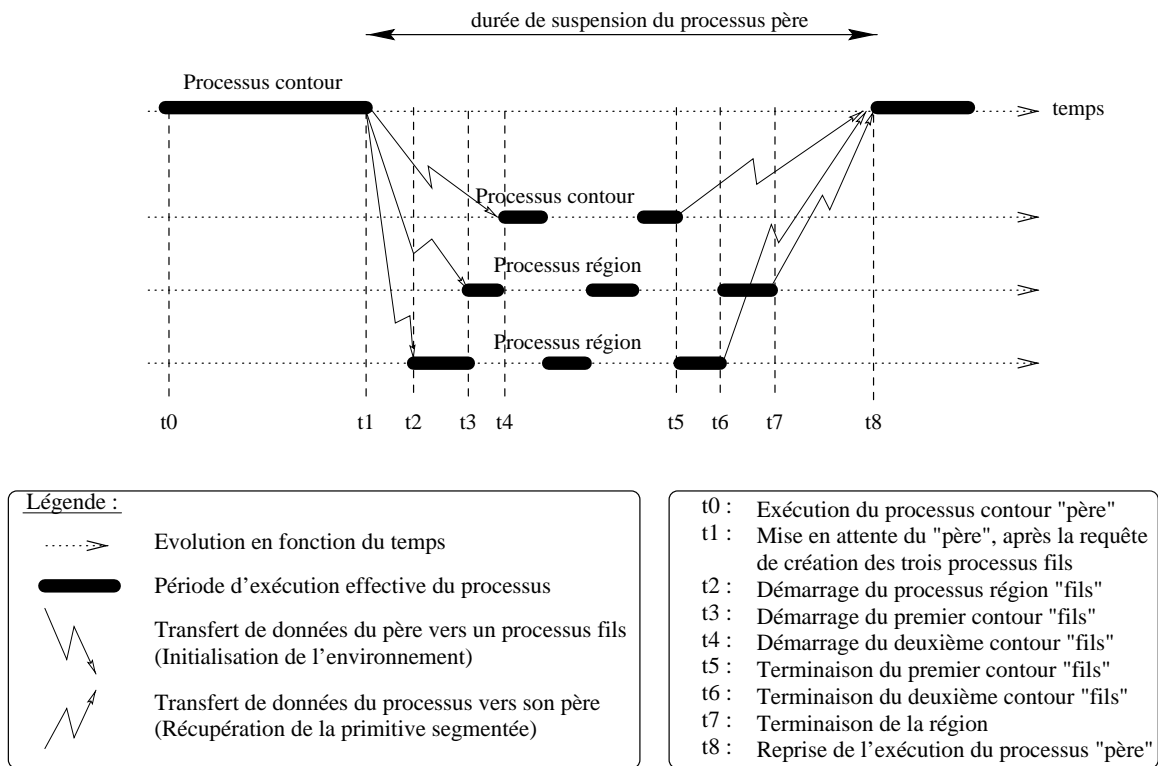 durée de suspension du processus père
Processus contour
temps
Processus contour
Processus région
Processus région
t0 t1 t2 t3 t4 t5 t6 t7 t8
Légende :
Evolution en fonction du temps
Période d'exécution effective du processus
Transfert de données du père vers un processus fils
(Initialisation de l'environnement)
Transfert de données du processus vers son père
(Récupération de la primitive segmentée)
t0 : Exécution du processus contour "père"
t1 : Mise en attente du "père", après la requête
de création des trois processus fils
t2 : Démarrage du processus région "fils"
t3 : Démarrage du premier contour "fils"
t4 : Démarrage du deuxième contour "fils"
t5 : Terminaison du premier contour "fils"
t6 : Terminaison du deuxième contour "fils"
t7 : Terminaison de la région
t8 : Reprise de l'exécution du processus "père"